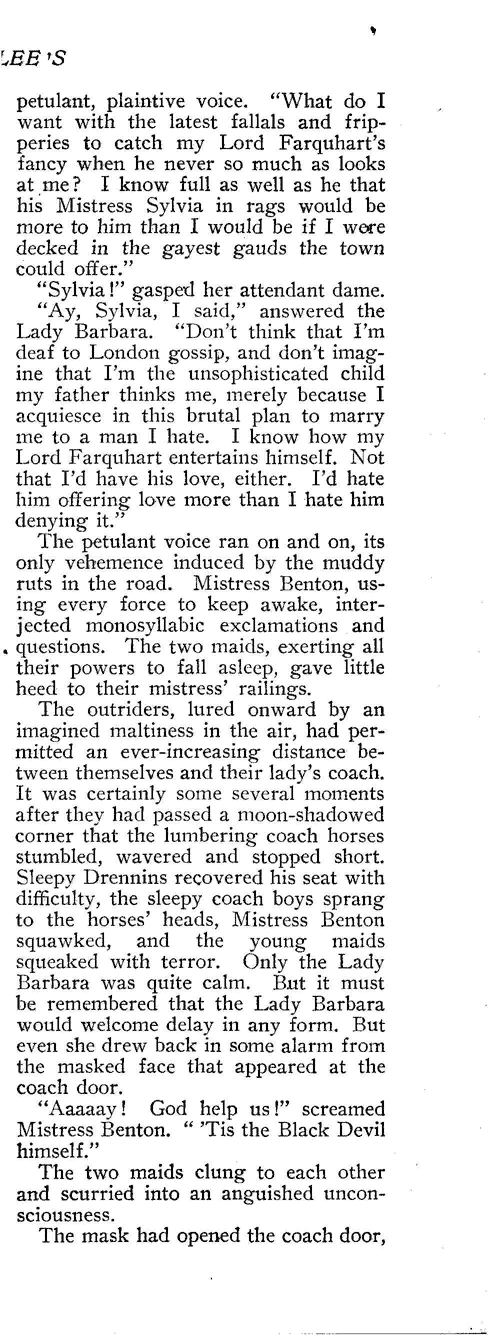 LEE'S
petulant, plaintive voice. “What do I
want with the latest fallals and frip-
peries to catch my Lord Farquhart's
fancy when he never so much as looks
at me? I know full as well as he that
his Mistress Sylvia in rags would be
more to him than I would be if I were
decked in the gayest gauds the town
could offer.”
“Sylvia!” gasped her attendant dame.
“Ay, Sylvia, I said,” answered the
Lady Barbara. “Don't think that I'm
deaf to London gossip, and don't imag-
ine that I'm the unsophisticated child
my father thinks me, merely because I
acquiesce in this brutal plan to marry
me to a man I hate. I know how my
Lord Farquhart entertains himself. Not
that I'd have his love, either. I'd hate
him offering love more than I hate him
denying it.”
The petulant voice ran on and on, its
only vehemence induced by the muddy
ruts in the road. Mistress Benton, us-
ing every force to keep awake, inter-
jected monosyllabic exclamations and
questions. The two maids, exerting all
their powers to fall asleep, gave little
heed to their mistress' railings.
The outriders, lured onward by an
imagined maltiness in the air, had per-
mitted an ever-increasing distance be-
tween themselves and their lady's coach.
It was certainly some several moments
after they had passed a moon-shadowed
corner that the lumbering coach horses
stumbled, wavered and stopped short.
Sleepy Drennins recovered his seat with
difficulty, the sleepy coach boys sprang
to the horses' heads, Mistress Benton
squawked, and the young maids
squeaked with terror. Only the Lady
Barbara was quite calm. But it must
be remembered that the Lady Barbara
would welcome delay in any form. But
even she drew back in some alarm from
the masked face that appeared at the
coach door.
“Aaaaay! God help us!” screamed
Mistress Benton. “ 'Tis the Black Devil
himself.”
The two maids clung to each other
and scurried into an anguished uncon-
sciousness.
The mask had opened the coach door,